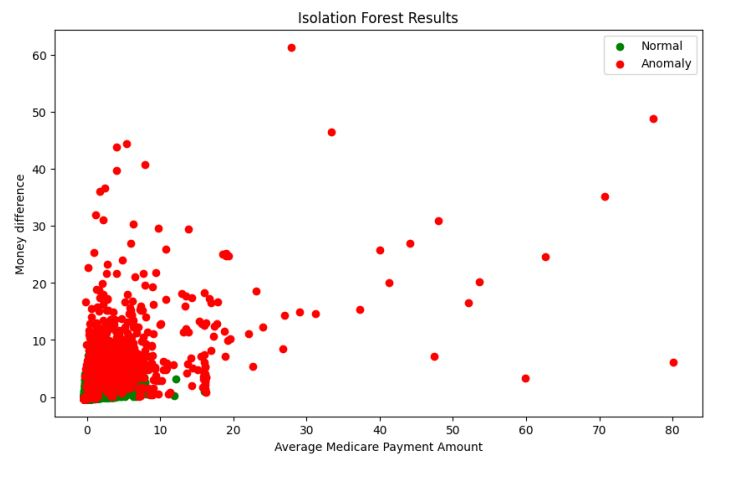 Isolation Forest Results
Normal
Anomaly
60
50
40
30
20
10
0
Money difference
0 10 20 30 40 50 60 70 80
Average Medicare Payment Amount